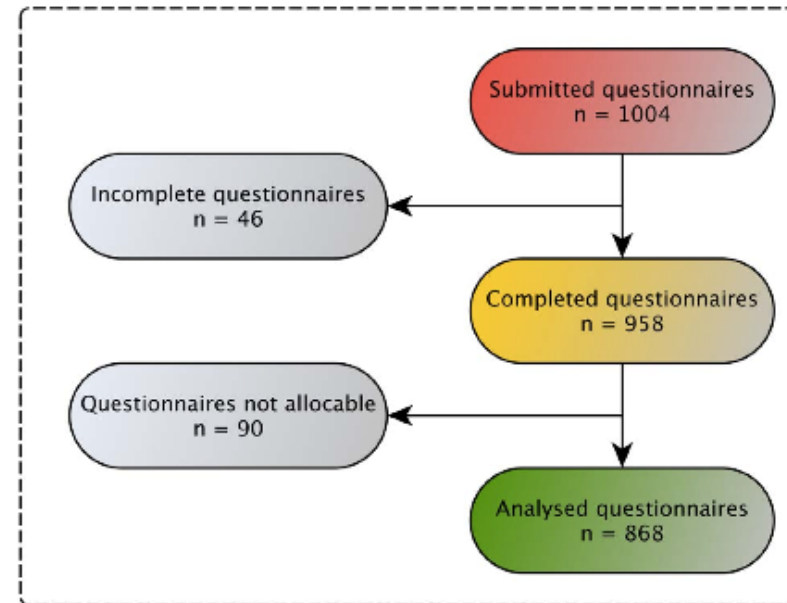 Submitted questionnaires
n = 1004
Incomplete questionnaires
n = 46
Completed questionnaires
n = 958
Questionnaires not allocable
n = 90
Analysed questionnaires
n = 868